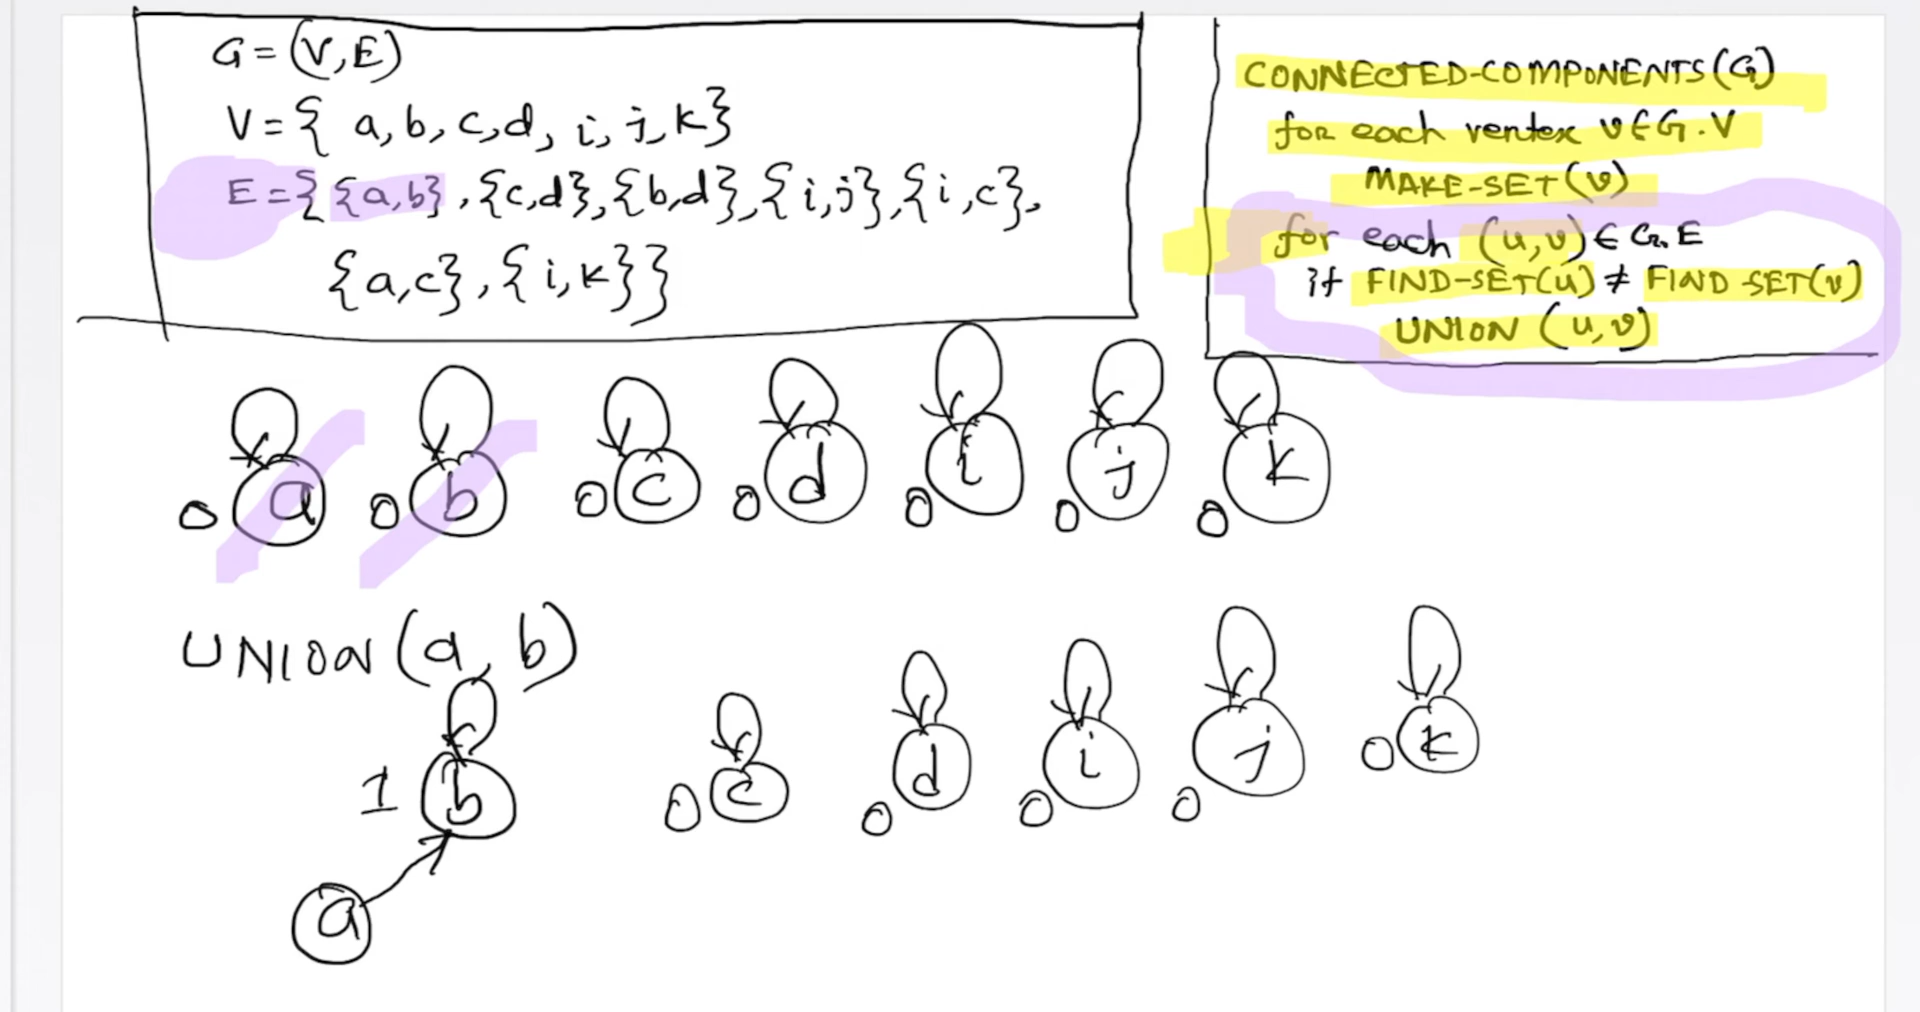 G = (V,E)
V = { a, b, c, d, i, j, k}
E = { {a,b}, {c,d}, {b,d}, {i,j}, {i,c},
{a,c}, {i,k}}
CONNECTED-COMPONENTS(G)
for each vertex v∈G.V
MAKE-SET(v)
for each (u,v) ∈ G.E
if FIND-SET(u) ≠ FIND-SET(v)
UNION (u,v)
0 a 0 b 0 c 0 d 0 i 0 j 0 k
UNION (a, b)
1 b 0 c 0 d 0 i 0 j 0 k
a